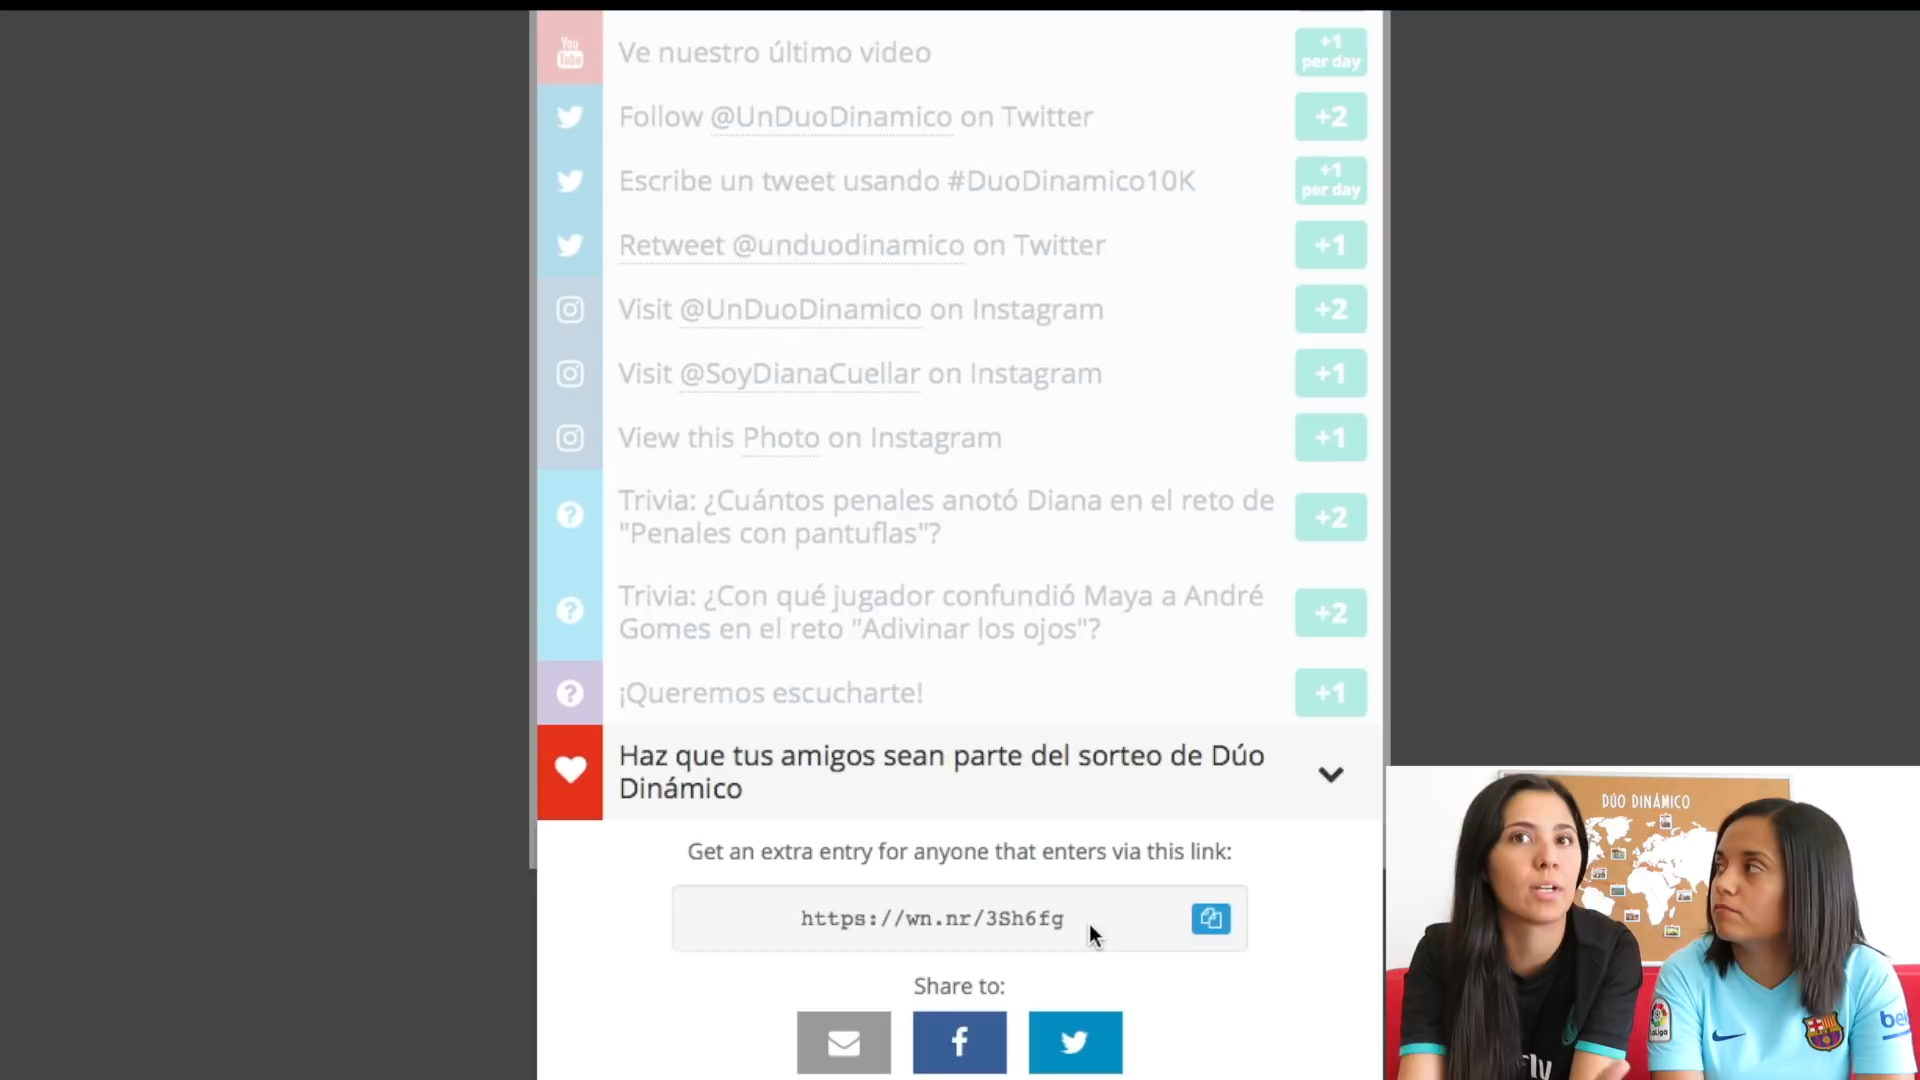 You
Tube
Ve nuestro último video
+1
per day
Follow @UnDuoDinamico on Twitter
+2
Escribe un tweet usando #DuoDinamico10K
+1
per day
Retweet @unduodinamico on Twitter
+1
Visit @UnDuoDinamico on Instagram
+2
Visit @SoyDianaCuellar on Instagram
+1
View this Photo on Instagram
+1
Trivia: ¿Cuántos penales anotó Diana en el reto de
"Penales con pantuflas"?
+2
Trivia: ¿Con qué jugador confundió Maya a André
Gomes en el reto "Adivinar los ojos"?
+2
¡Queremos escucharte!
+1
Haz que tus amigos sean parte del sorteo de Dúo
Dinámico
Get an extra entry for anyone that enters via this link:
https://wn.nr/3Sh6fg
Share to:
DÚO DINÁMICO
LaLiga
Fly